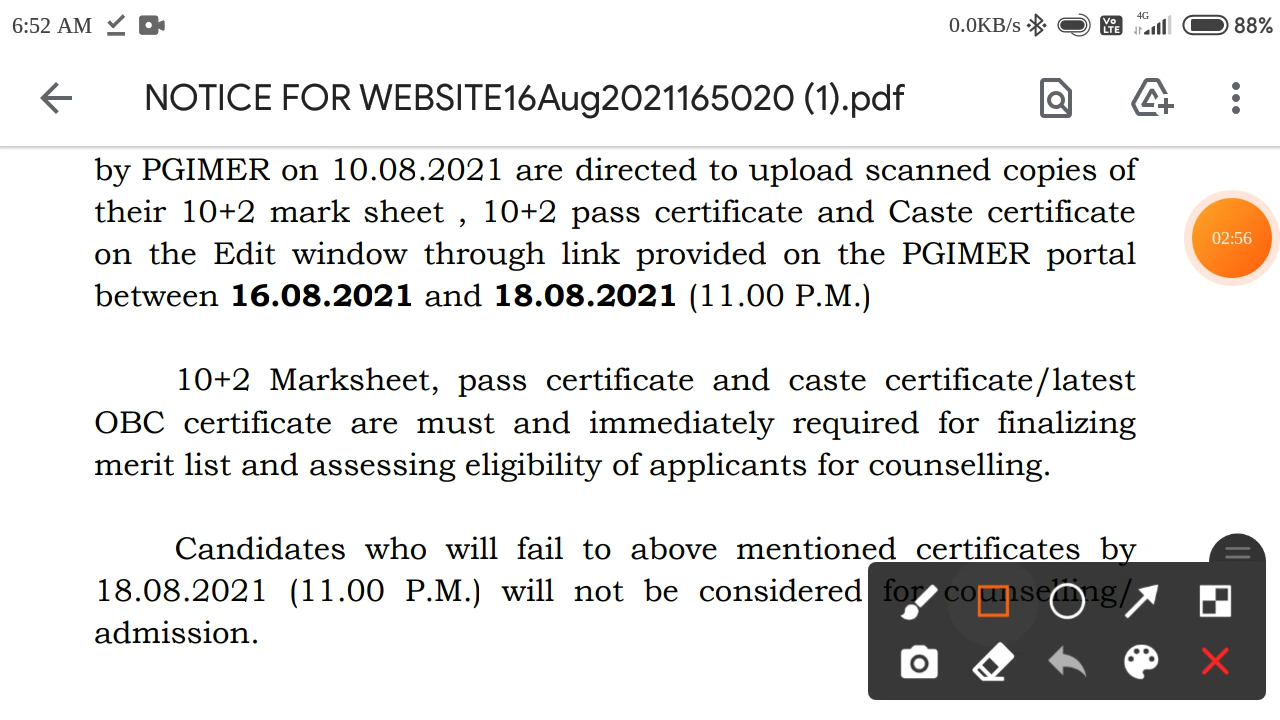 6:52 AM 0.0KB/s Vo LTE 4G 88%
NOTICE FOR WEBSITE16Aug2021165020 (1).pdf
by PGIMER on 10.08.2021 are directed to upload scanned copies of
their 10+2 mark sheet , 10+2 pass certificate and Caste certificate
on the Edit window through link provided on the PGIMER portal
between 16.08.2021 and 18.08.2021 (11.00 P.M.)
02:56
10+2 Marksheet, pass certificate and caste certificate/latest
OBC certificate are must and immediately required for finalizing
merit list and assessing eligibility of applicants for counselling.
Candidates who will fail to above mentioned certificates by
18.08.2021 (11.00 P.M.) will not be considered for counselling/
admission.